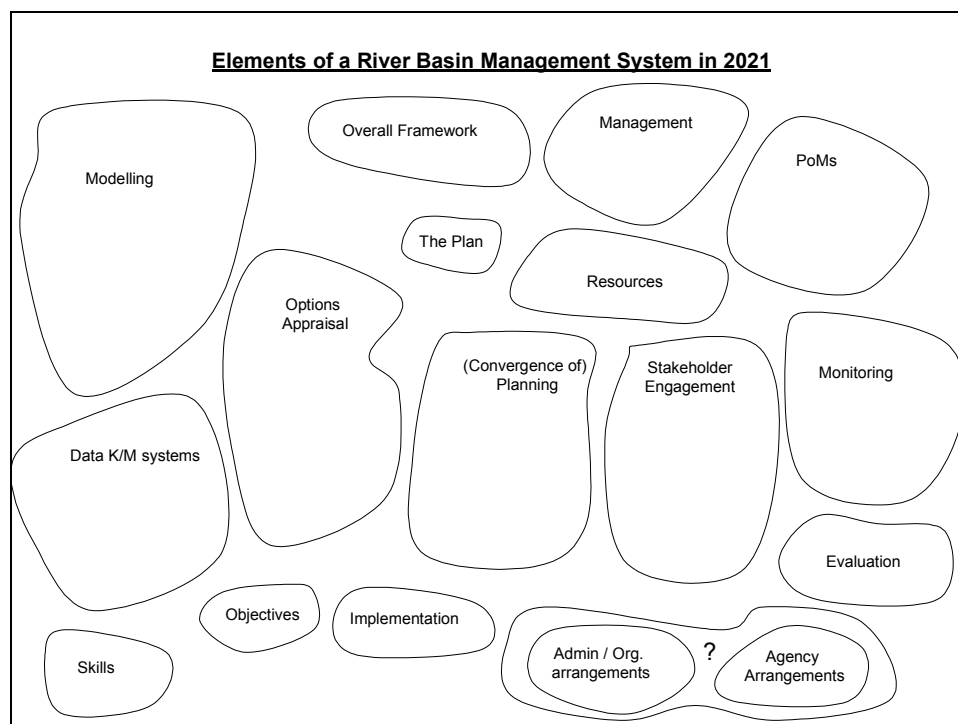 Elements of a River Basin Management System in 2021
Overall Framework
Management
PoMs
Modelling
The Plan
Resources
Options
Appraisal
(Convergence of)
Planning
Stakeholder
Engagement
Monitoring
Data K/M systems
Evaluation
Objectives
Implementation
Admin / Org.
arrangements
?
Agency
Arrangements
Skills